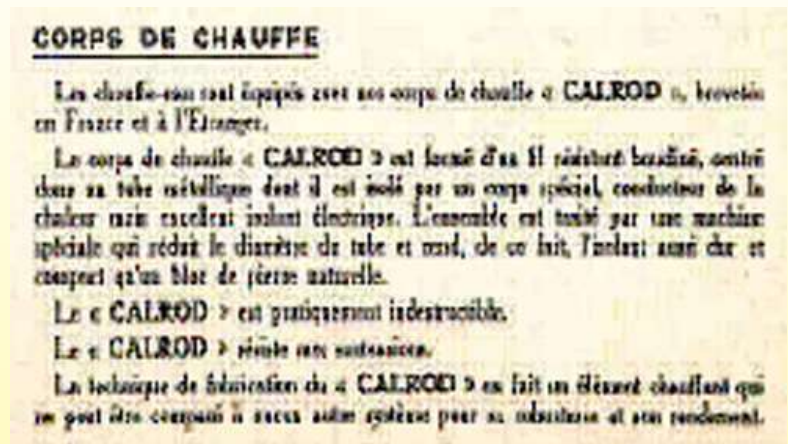 CORPS DE CHAUFFE
Les chauffe-eau sont équipés avec nos corps de chauffe « CALROD », brevetés
en France et à l'Étranger.
Le corps de chauffe « CALROD » est formé d'un fil résistant boudiné, centré
dans un tube métallique dont il est isolé par un corps spécial, conducteur de la
chaleur mais excellent isolant électrique. L'ensemble est traité par une machine
spéciale qui réduit le diamètre du tube et rend, de ce fait, l'isolant aussi dur et
compact qu'un bloc de pierre naturelle.
Le « CALROD » est pratiquement indestructible.
Le « CALROD » résiste aux surtensions.
La technique de fabrication du « CALROD » en fait un élément chauffant qui
ne peut être comparé à aucun autre système pour sa robustesse et son rendement.